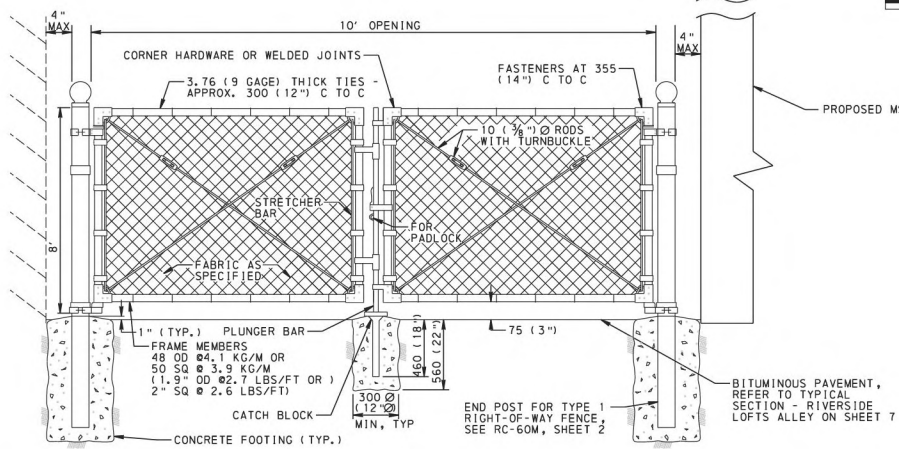 4"
MAX
10' OPENING
4"
MAX
CORNER HARDWARE OR WELDED JOINTS
3.76 (9 GAGE) THICK TIES -
APPROX. 300 (12") C TO C
FASTENERS AT 355
(14") C TO C
PROPOSED
10 (⅜") Ø RODS
WITH TURNBUCKLE
STRETCHER
BAR
FOR
PADLOCK
8'
FABRIC AS
SPECIFIED
1" (TYP.)
PLUNGER BAR
FRAME MEMBERS
48 OD @4.1 KG/M OR
50 SQ @ 3.9 KG/M
(1.9" OD @2.7 LBS/FT OR )
2" SQ @ 2.6 LBS/FT)
460 (18")
560 (22")
75 (3")
CATCH BLOCK
300 Ø
(12"Ø)
MIN, TYP
CONCRETE FOOTING (TYP.)
END POST FOR TYPE 1
RIGHT-OF-WAY FENCE,
SEE RC-60M, SHEET 2
BITUMINOUS PAVEMENT,
REFER TO TYPICAL
SECTION - RIVERSIDE
LOFTS ALLEY ON SHEET 7